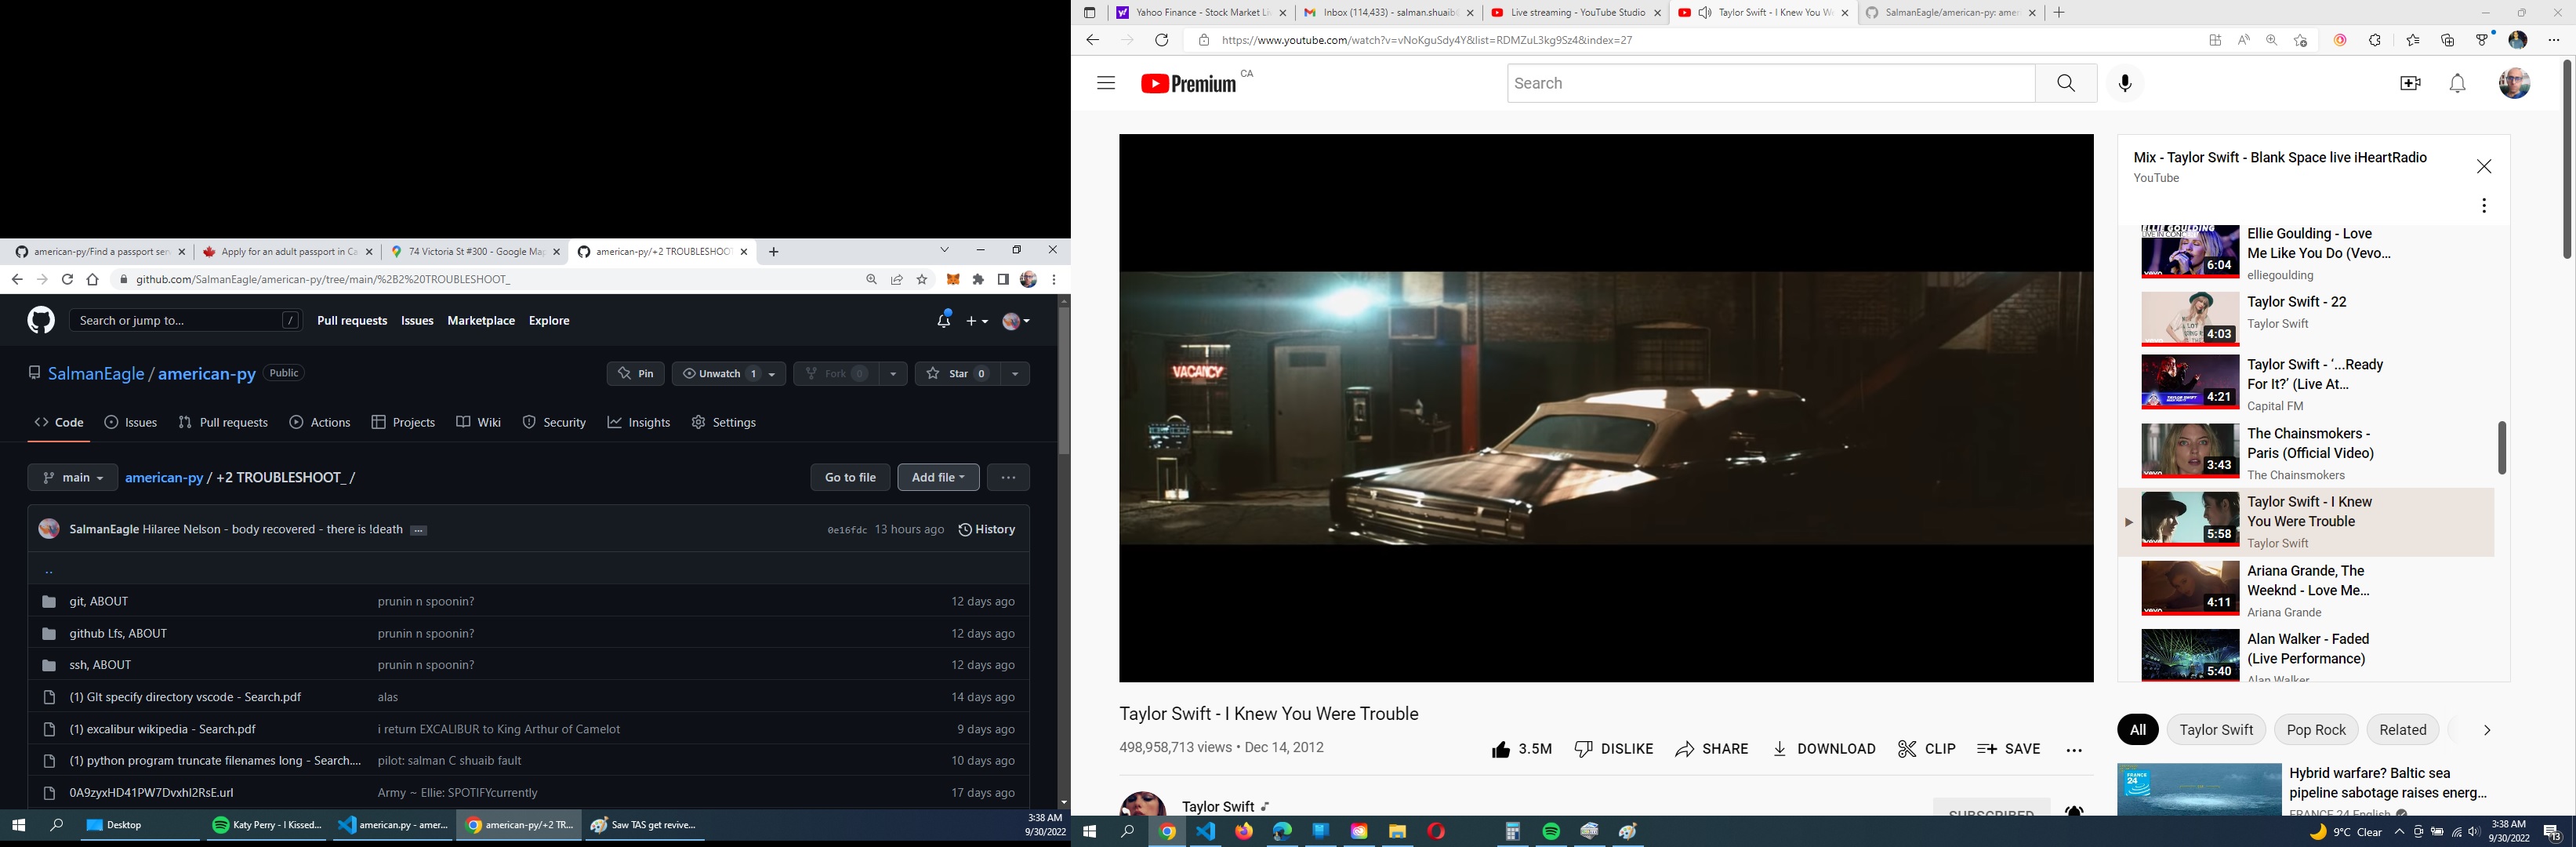 american-py/Find a passport ser
Apply for an adult passport in Ca
74 Victoria St #300 - Google Ma
american-py/+2 TROUBLESHOOT
github.com/SalmanEagle/american-py/tree/main/%2B2%20TROUBLESHOOT_
Search or jump to...
/
Pull requests
Issues
Marketplace
Explore
SalmanEagle / american-py
Public
Pin
Unwatch 1
Fork 0
Star 0
Code
Issues
Pull requests
Actions
Projects
Wiki
Security
Insights
Settings
main
american-py / +2 TROUBLESHOOT_ /
Go to file
Add file
...
SalmanEagle Hilaree Nelson - body recovered - there is !death ...
0e16fdc 13 hours ago
History
..
git, ABOUT prunin n spoonin? 12 days ago
github Lfs, ABOUT prunin n spoonin? 12 days ago
ssh, ABOUT prunin n spoonin? 12 days ago
(1) GIt specify directory vscode - Search.pdf alas 14 days ago
(1) excalibur wikipedia - Search.pdf i return EXCALIBUR to King Arthur of Camelot 9 days ago
(1) python program truncate filenames long - Search.... pilot: salman C shuaib fault 10 days ago
0A9zyxHD41PW7DvxhI2RsE.url Army ~ Ellie: SPOTIFYcurrently 17 days ago
Desktop
Katy Perry - I Kissed...
american.py - amer...
american-py/+2 TR...
Saw TAS get revive...
3:38 AM
9/30/2022
Yahoo Finance - Stock Market Li
Inbox (114,433) - salman.shuaib
Live streaming - YouTube Studio
Taylor Swift - I Knew You W
SalmanEagle/american-py: amer
https://www.youtube.com/watch?v=vNoKguSdy4Y&list=RDMZuL3kg9Sz4&index=27
Premium CA
Search
VACANCY
Mix - Taylor Swift - Blank Space live iHeartRadio
YouTube
ELLIE GOULDING
LIVE IN CONCERT
vevo
6:04
Ellie Goulding - Love
Me Like You Do (Vevo...
elliegoulding
4:03
Taylor Swift - 22
Taylor Swift
4:21
Taylor Swift - ‘...Ready
For It?’ (Live At...
Capital FM
vevo
3:43
The Chainsmokers -
Paris (Official Video)
The Chainsmokers
vevo
5:58
Taylor Swift - I Knew
You Were Trouble
Taylor Swift
vevo
4:11
Ariana Grande, The
Weeknd - Love Me...
Ariana Grande
5:40
Alan Walker - Faded
(Live Performance)
Alan Walker
Taylor Swift - I Knew You Were Trouble
498,958,713 views • Dec 14, 2012
3.5M
DISLIKE
SHARE
DOWNLOAD
CLIP
SAVE
...
Taylor Swift
SUBSCRIBED
All
Taylor Swift
Pop Rock
Related
FRANCE 24
Hybrid warfare? Baltic sea
pipeline sabotage raises energ...
FRANCE 24 English
9°C Clear
3:38 AM
9/30/2022
13